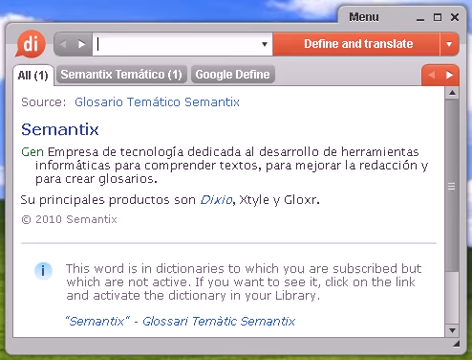 Menu
di
Define and translate
All (1)
Semantix Temático (1)
Google Define
Source: Glosario Temático Semantix
Semantix
Gen Empresa de tecnología dedicada al desarrollo de herramientas
informáticas para comprender textos, para mejorar la redacción y
para crear glosarios.
Su principales productos son Dixio, Xtyle y Gloxr.
© 2010 Semantix
i
This word is in dictionaries to which you are subscribed but
which are not active. If you want to see it, click on the link
and activate the dictionary in your Library.
"Semantix" - Glossari Temàtic Semantix